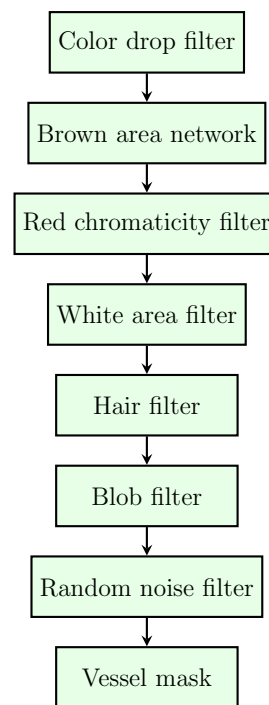 Color drop filter
Brown area network
Red chromaticity filter
White area filter
Hair filter
Blob filter
Random noise filter
Vessel mask